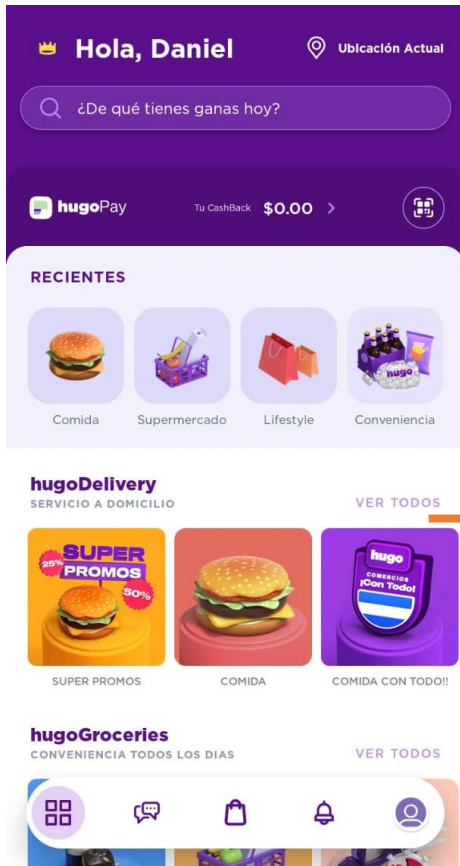 Hola, Daniel
Ubicación Actual
¿De qué tienes ganas hoy?
hugoPay
Tu CashBack $0.00
RECIENTES
hugo
Comida
Supermercado
Lifestyle
Conveniencia
hugoDelivery
SERVICIO A DOMICILIO
VER TODOS
SUPER
25%
PROMOS
50%
hugo
COMERCIOS
¡Con Todo!
SUPER PROMOS
COMIDA
COMIDA CON TODO!!
hugoGroceries
CONVENIENCIA TODOS LOS DIAS
VER TODOS